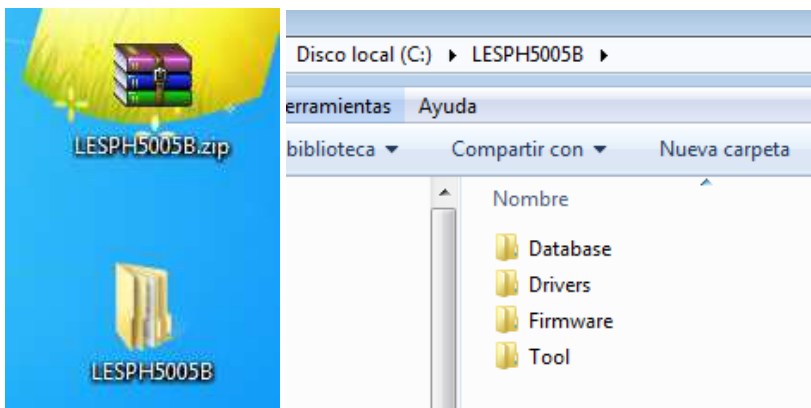 LESPH5005B.zip
LESPH5005B
Disco local (C:) ▸ LESPH5005B ▸
erramientas Ayuda
biblioteca ▾ Compartir con ▾ Nueva carpeta
Nombre
Database
Drivers
Firmware
Tool